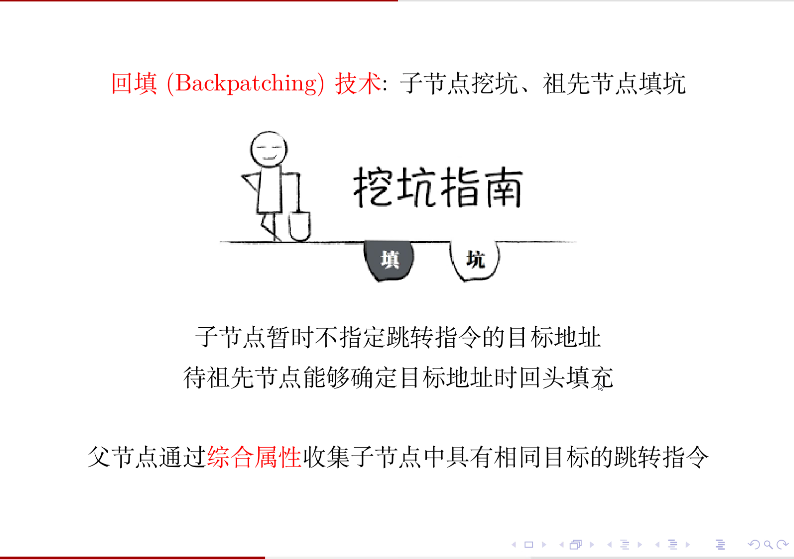 回填 (Backpatching) 技术: 子节点挖坑、祖先节点填坑
挖坑指南
填 坑
子节点暂时不指定跳转指令的目标地址
待祖先节点能够确定目标地址时回头填充
父节点通过综合属性收集子节点中具有相同目标的跳转指令